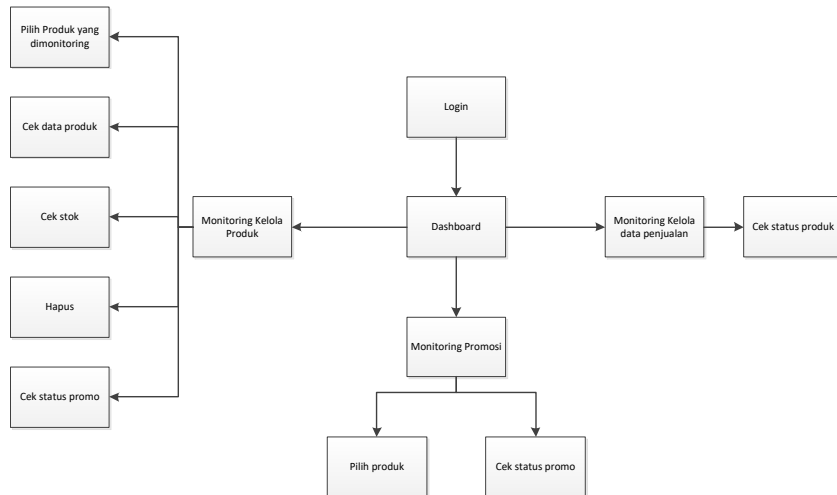 Pilih Produk yang
dimonitoring
Login
Cek data produk
Cek stok
Monitoring Kelola
Produk
Dashboard
Monitoring Kelola
data penjualan
Cek status produk
Hapus
Monitoring Promosi
Cek status promo
Pilih produk
Cek status promo